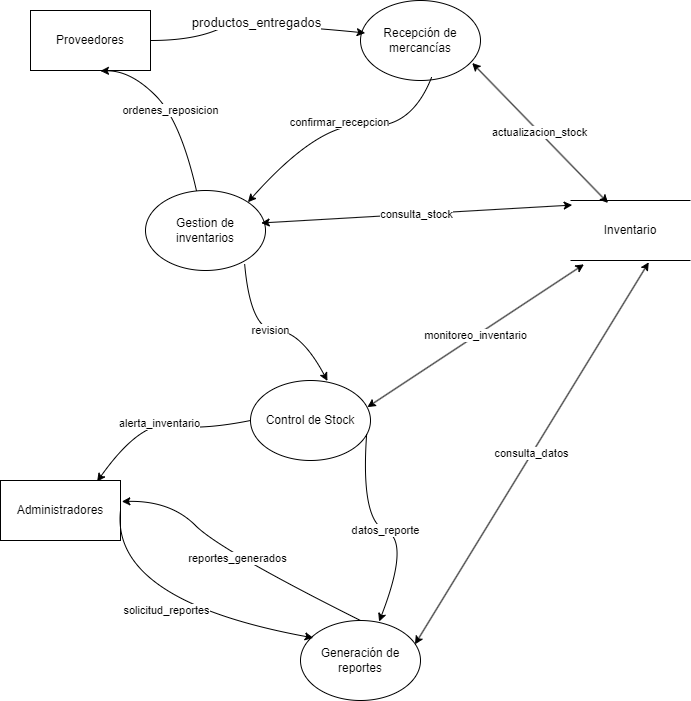 productos_entregados
Proveedores
Recepción de
mercancías
ordenes_reposicion
confirmar_recepcion
actualizacion_stock
Gestion de
inventarios
consulta_stock
Inventario
revision
monitoreo_inventario
alerta_inventario
Control de Stock
consulta_datos
Administradores
datos_reporte
reportes_generados
solicitud_reportes
Generación de
reportes